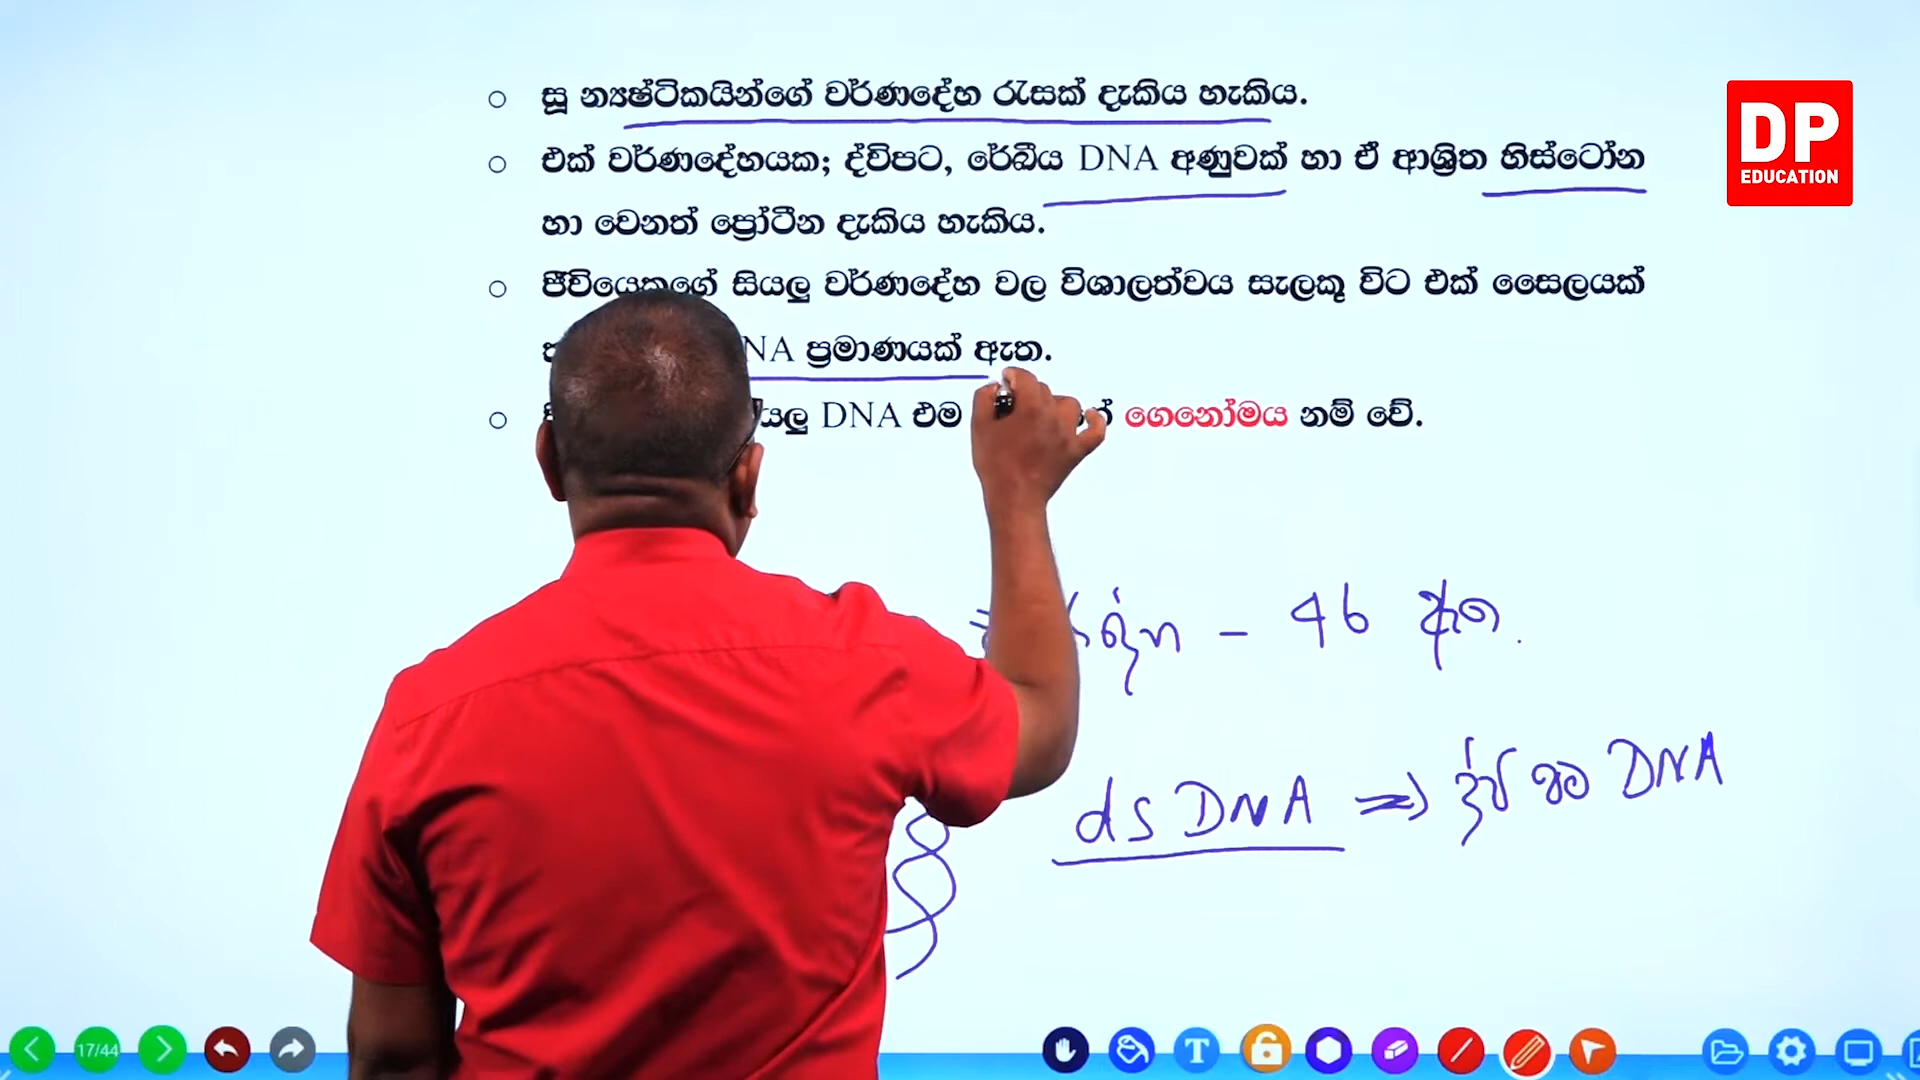 සූ න්‍යෂ්ටිකයින්ගේ වර්ණදේහ රැසක් දැකිය හැකිය.
DP
EDUCATION
එක් වර්ණදේහයක; ද්විපට, රේඛීය DNA අණුවක් හා ඒ ආශ්‍රිත හිස්ටෝන
හා වෙනත් ප්‍රෝටීන දැකිය හැකිය.
ජීවියෙකුගේ සියලු වර්ණදේහ වල විශාලත්වය සැලකූ විට එක් සෛලයක්
DNA ප්‍රමාණයක් ඇත.
සියලු DNA එම ගෙනෝමය නම් වේ.
46 ඇත.
ds DNA ⇒ ද්වි පට DNA
17/44
T